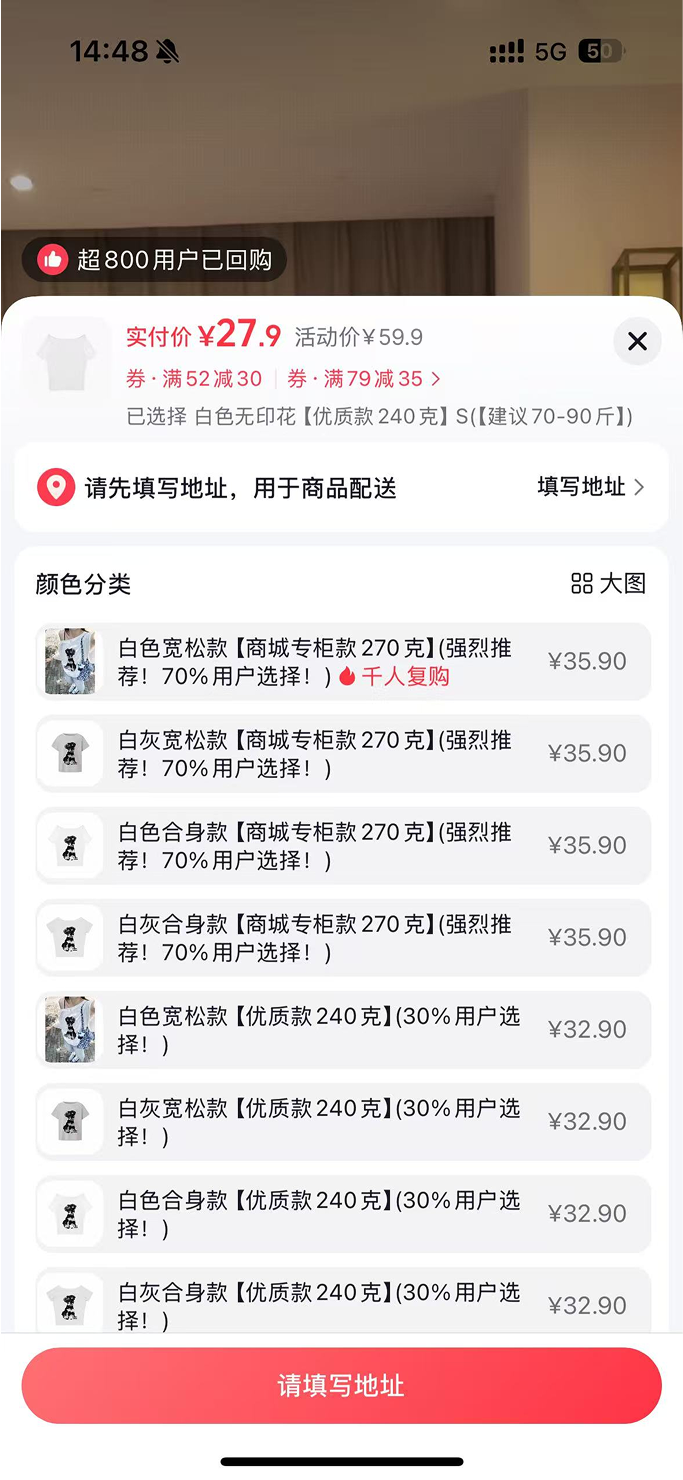 14:48 5G 50
超800用户已回购
实付价 ¥27.9 活动价¥59.9
券·满52减30 券·满79减35 >
已选择 白色无印花【优质款240克】S(【建议70-90斤】)
请先填写地址，用于商品配送 填写地址 >
颜色分类 大图
白色宽松款【商城专柜款270克】(强烈推
荐！70%用户选择！) 千人复购 ¥35.90
白灰宽松款【商城专柜款270克】(强烈推
荐！70%用户选择！) ¥35.90
白色合身款【商城专柜款270克】(强烈推
荐！70%用户选择！) ¥35.90
白灰合身款【商城专柜款270克】(强烈推
荐！70%用户选择！) ¥35.90
白色宽松款【优质款240克】(30%用户选
择！) ¥32.90
白灰宽松款【优质款240克】(30%用户选
择！) ¥32.90
白色合身款【优质款240克】(30%用户选
择！) ¥32.90
白灰合身款【优质款240克】(30%用户选
择！) ¥32.90
请填写地址